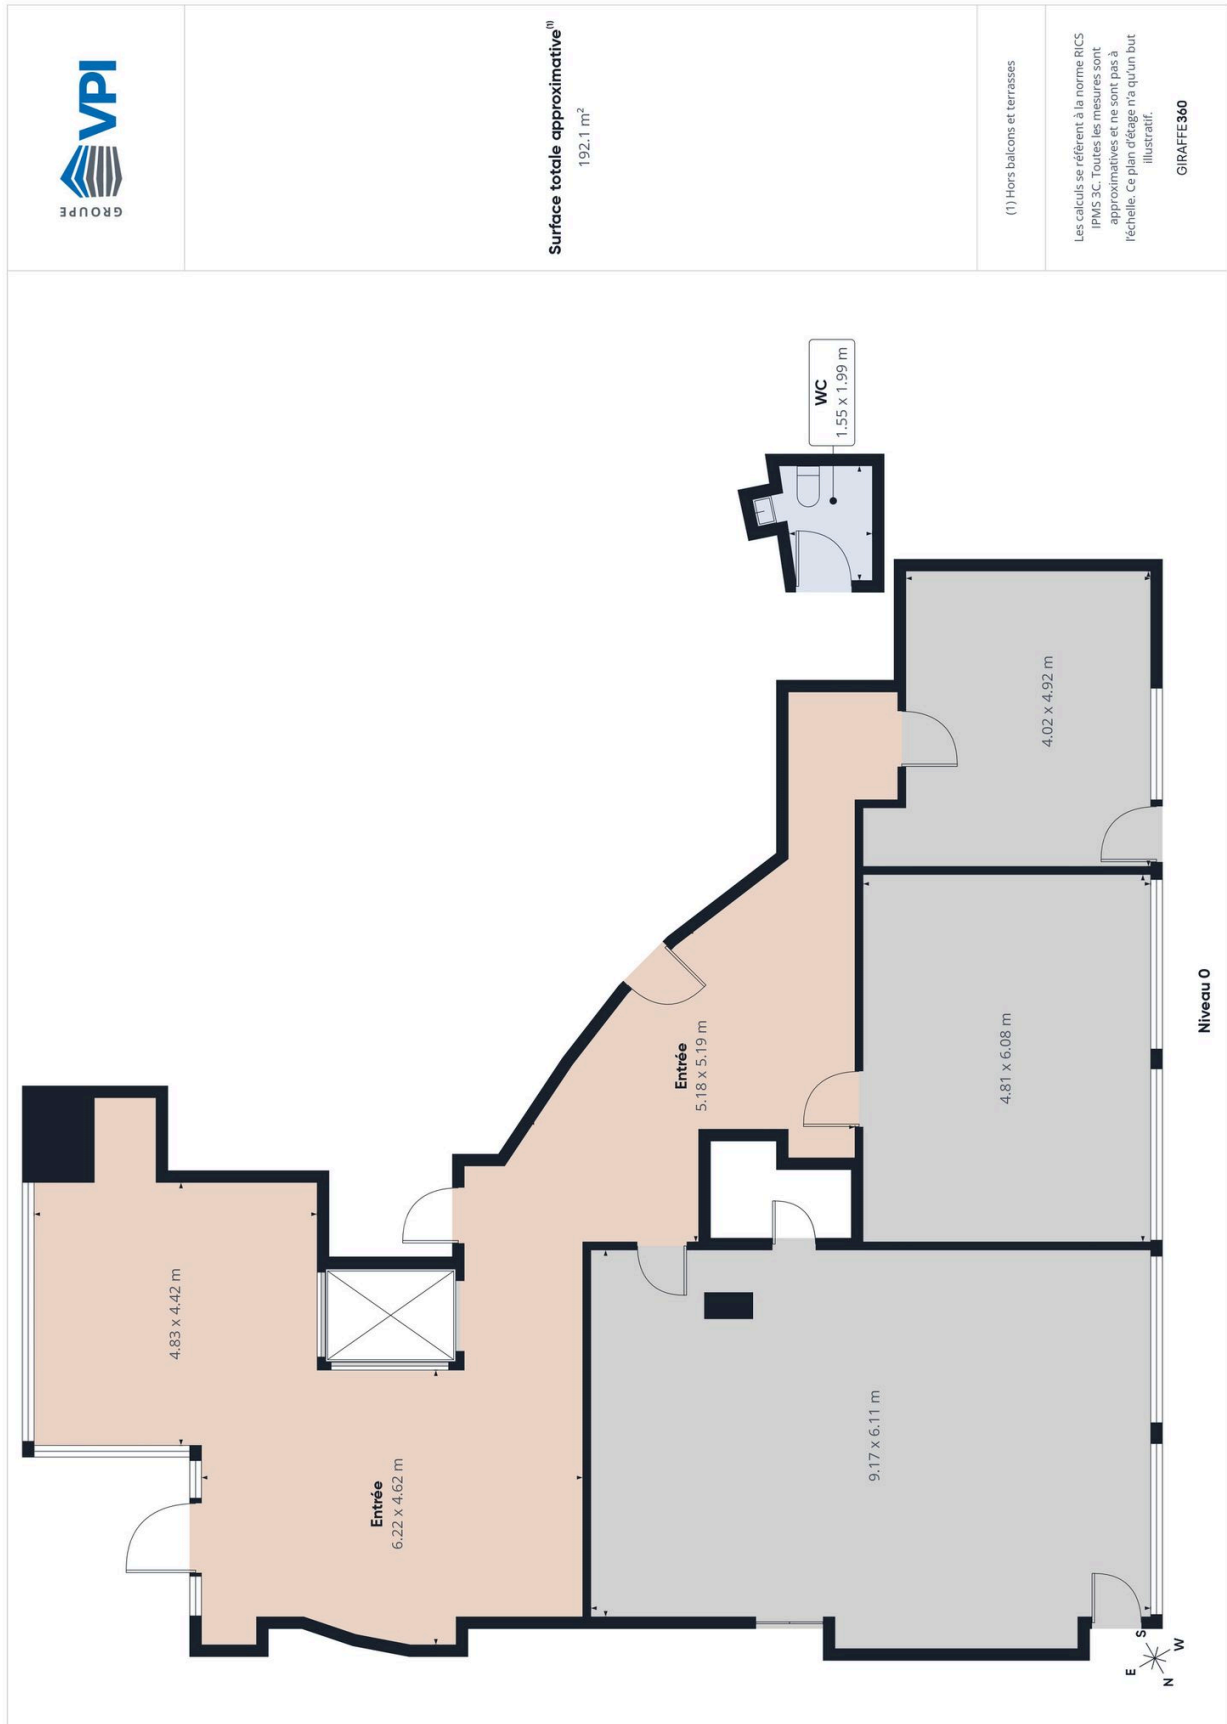 GROUPE VPI
Surface totale approximative(1)
192.1 m²
(1) Hors balcons et terrasses
Les calculs se réfèrent à la norme RICS
IPMS 3C. Toutes les mesures sont
approximatives et ne sont pas à
l'échelle. Ce plan d'étage n'a qu'un but
illustratif.
GIRAFFE360
WC
1.55 x 1.99 m
4.02 x 4.92 m
Entrée
5.18 x 5.19 m
4.81 x 6.08 m
4.83 x 4.42 m
Entrée
6.22 x 4.62 m
9.17 x 6.11 m
Niveau 0
E
S
N
W